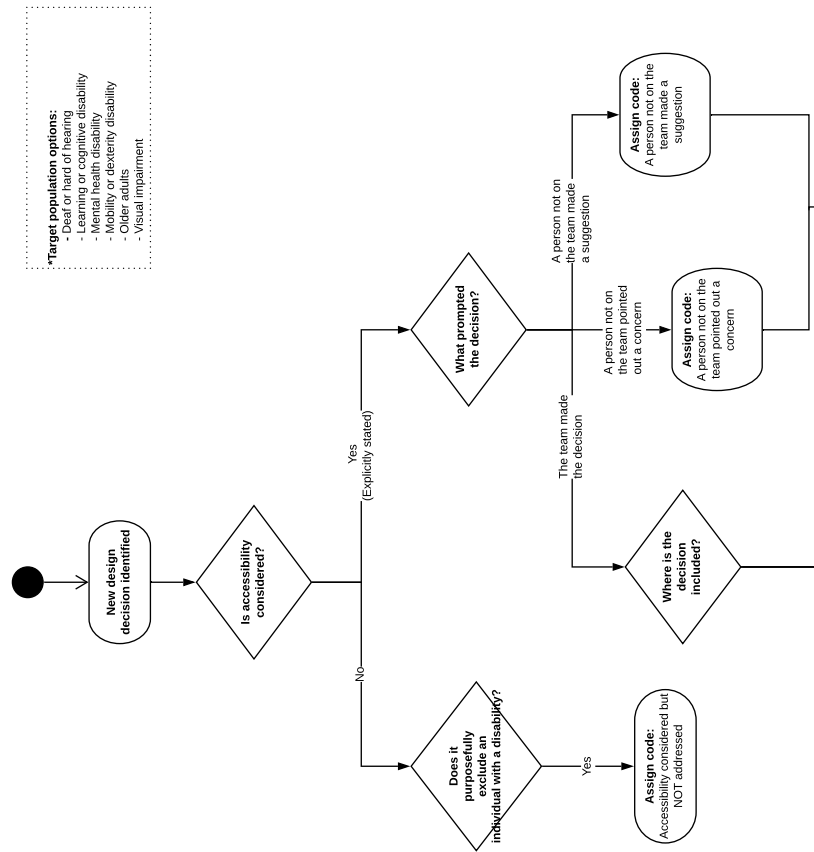 *Target population options:
- Deaf or hard of hearing
- Learning or cognitive disability
- Mental health disability
- Mobility or dexterity disability
- Older adults
- Visual impairment
New design
decision identified
Is accessibility
considered?
Yes
(Explicitly stated)
No
What prompted
the decision?
A person not on
the team made
a suggestion
A person not on
the team pointed
out a concern
The team made
the decision
Assign code:
A person not on the
team made a
suggestion
Assign code:
A person not on the
team pointed out a
concern
Where is the
decision
included?
Does it
purposefully
exclude an
individual with a disability?
Yes
Assign code:
Accessibility considered but
NOT addressed